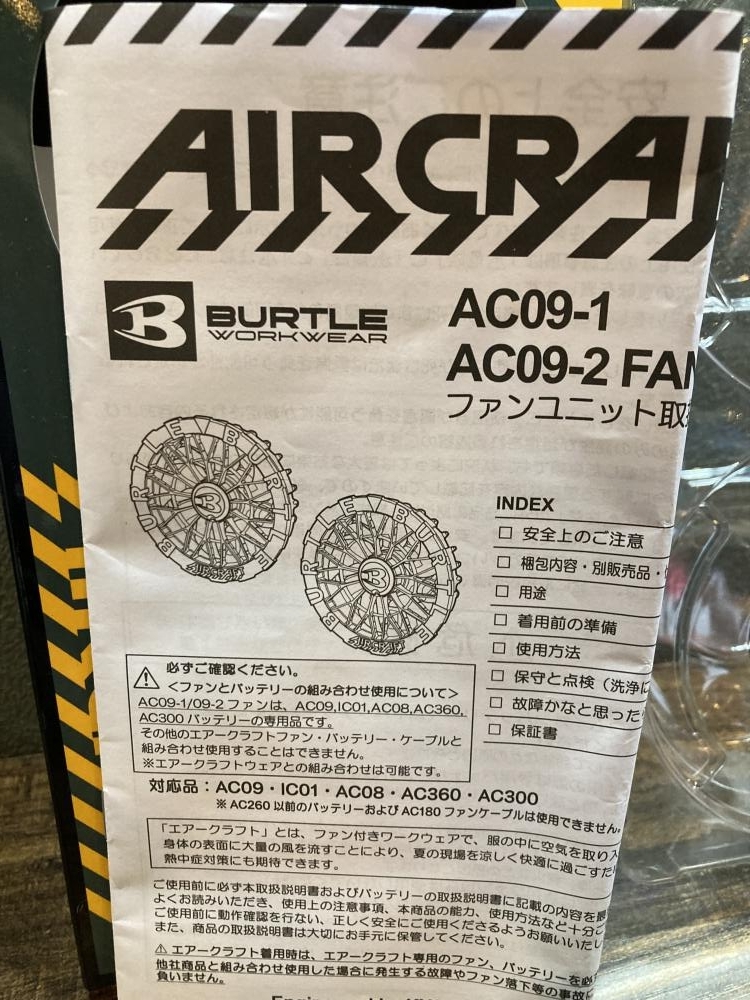 AIRCRA
B BURTLE
WORKWEAR
AC09-1
AC09-2 FAN
ファンユニット取
BURTLE / BUR
B
AIRCRAFT
BURTLE / BURTLE
B
AIRCRAFT
INDEX
□ 安全上のご注意
□ 梱包内容・別販売品・
□ 用途
□ 着用前の準備
□ 使用方法
□ 保守と点検（洗浄に
□ 故障かなと思った
□ 保証書
⚠ 必ずご確認ください。
＜ファンとバッテリーの組み合わせ使用について＞
AC09-1/09-2 ファンは、AC09,IC01,AC08,AC360,
AC300 バッテリーの専用品です。
その他のエアークラフトファン・バッテリー・ケーブルと
組み合わせ使用することはできません。
※エアークラフトウェアとの組み合わせは可能です。
対応品：AC09・IC01・AC08・AC360・AC300
※ AC260 以前のバッテリーおよび AC180 ファンケーブルは使用できません。
「エアークラフト」とは、ファン付きワークウェアで、服の中に空気を取り入
身体の表面に大量の風を流すことにより、夏の現場を涼しく快適に過ごすた
熱中症対策にも期待できます。
ご使用前に必ず本取扱説明書およびバッテリーの取扱説明書に記載の内容を最
よくお読みいただき、使用上の注意事項、本商品の能力、使用方法など十分ご
ご使用前に動作確認を行ない、正しく安全にご使用くださるようお願いいたし
また、商品の取扱説明書は大切にお手元に保管してください。
⚠ エアークラフト着用時は、エアークラフト専用のファン、バッテリーを必
他社商品と組み合わせ使用した場合に発生する故障やファン落下等の事故
負いません。